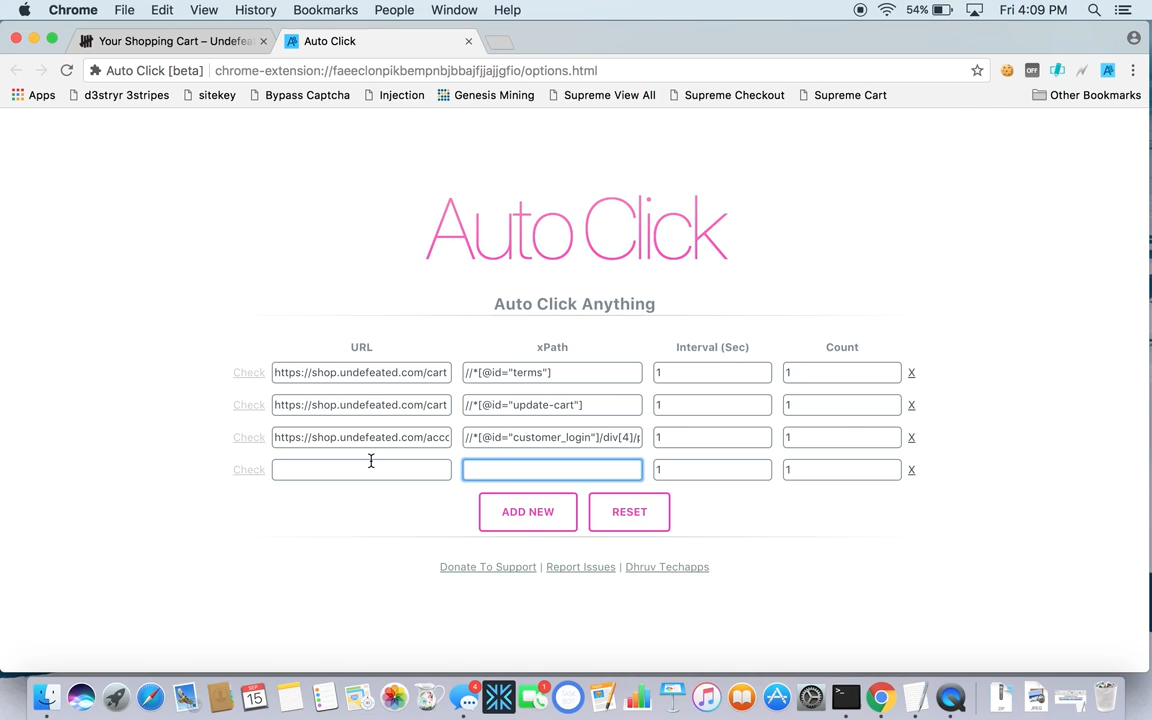 Chrome File Edit View History Bookmarks People Window Help 54% Fri 4:09 PM
Your Shopping Cart – Undefeat Auto Click
Auto Click [beta] chrome-extension://faeeclonpikbempnbjbbajfjjajjgfio/options.html OFF
Apps d3stryr 3stripes sitekey Bypass Captcha Injection Genesis Mining Supreme View All Supreme Checkout Supreme Cart Other Bookmarks
Auto Click
Auto Click Anything
URL xPath Interval (Sec) Count
Check https://shop.undefeated.com/cart //*[@id="terms"] 1 1 X
Check https://shop.undefeated.com/cart //*[@id="update-cart"] 1 1 X
Check https://shop.undefeated.com/acco //*[@id="customer_login"]/div[4]/p 1 1 X
Check 1 1 X
ADD NEW RESET
Donate To Support | Report Issues | Dhruv Techapps
SEP 15 4 1